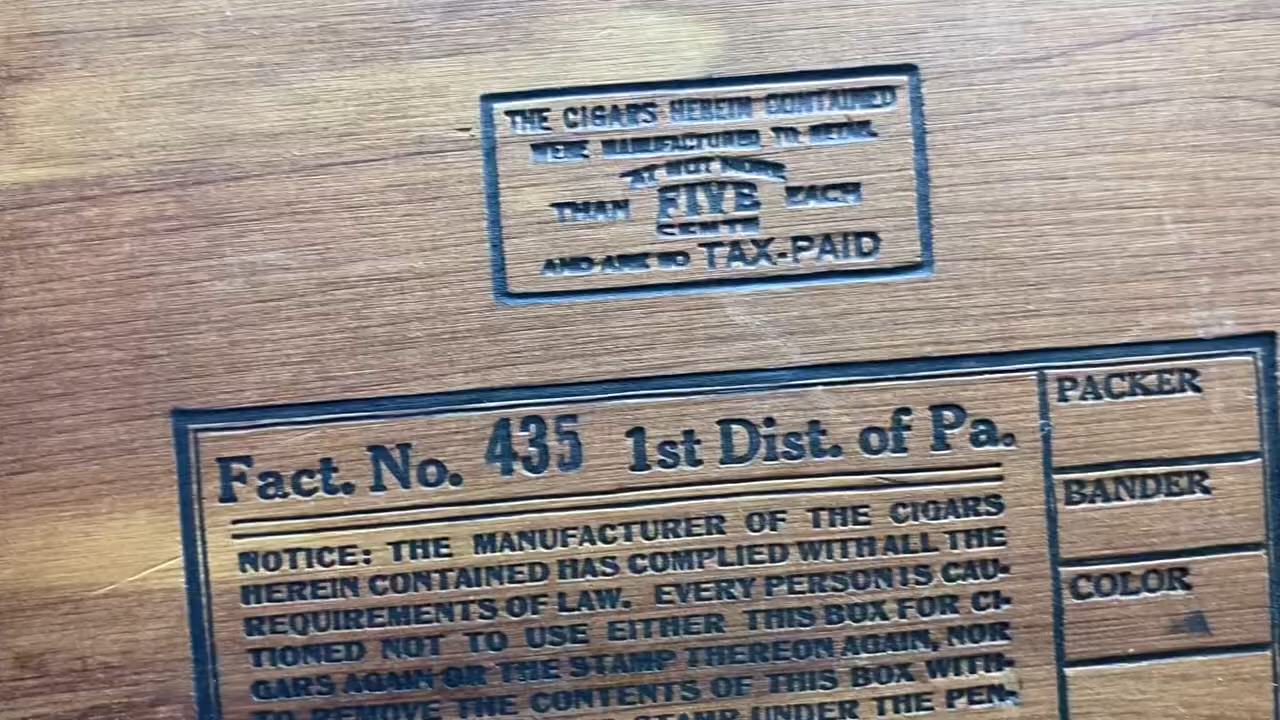 THE CIGARS HEREIN CONTAINED
WERE MANUFACTURED TO RETAIL
AT NOT MORE
THAN FIVE EACH
CENTS
AND ARE SO TAX-PAID
Fact. No. 435 1st Dist. of Pa.
NOTICE: THE MANUFACTURER OF THE CIGARS
HEREIN CONTAINED HAS COMPLIED WITH ALL THE
REQUIREMENTS OF LAW. EVERY PERSON IS CAU-
TIONED NOT TO USE EITHER THIS BOX FOR CI-
GARS AGAIN OR THE STAMP THEREON AGAIN, NOR
TO REMOVE THE CONTENTS OF THIS BOX WITH-
STAMP UNDER THE PEN-
PACKER
BANDER
COLOR